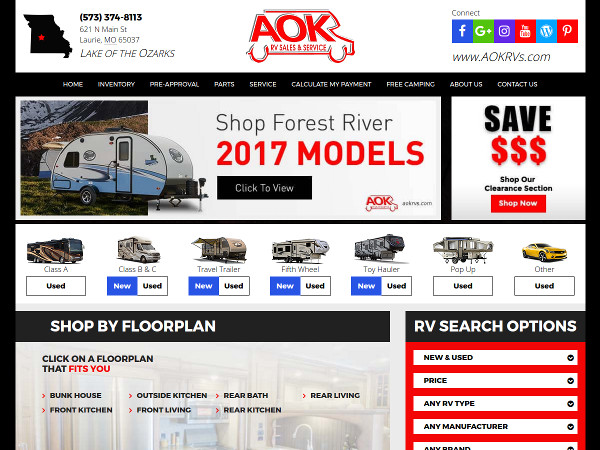 (573) 374-8113
621 N Main St
Laurie, MO 65037
LAKE OF THE OZARKS
AOK
RV SALES & SERVICE
Connect
You Tube
www.AOKRVs.com
HOME INVENTORY PRE-APPROVAL PARTS SERVICE CALCULATE MY PAYMENT FREE CAMPING ABOUT US CONTACT US
Shop Forest River
2017 MODELS
Click To View
AOK aokrvs.com
SAVE
$$$
Shop Our
Clearance Section
Shop Now
Class A Class B & C Travel Trailer Fifth Wheel Toy Hauler Pop Up Other
Used New Used New Used New Used New Used Used Used
SHOP BY FLOORPLAN
CLICK ON A FLOORPLAN
THAT FITS YOU
BUNK HOUSE OUTSIDE KITCHEN REAR BATH REAR LIVING
FRONT KITCHEN FRONT LIVING REAR KITCHEN
RV SEARCH OPTIONS
NEW & USED
PRICE
ANY RV TYPE
ANY MANUFACTURER
ANY BRAND